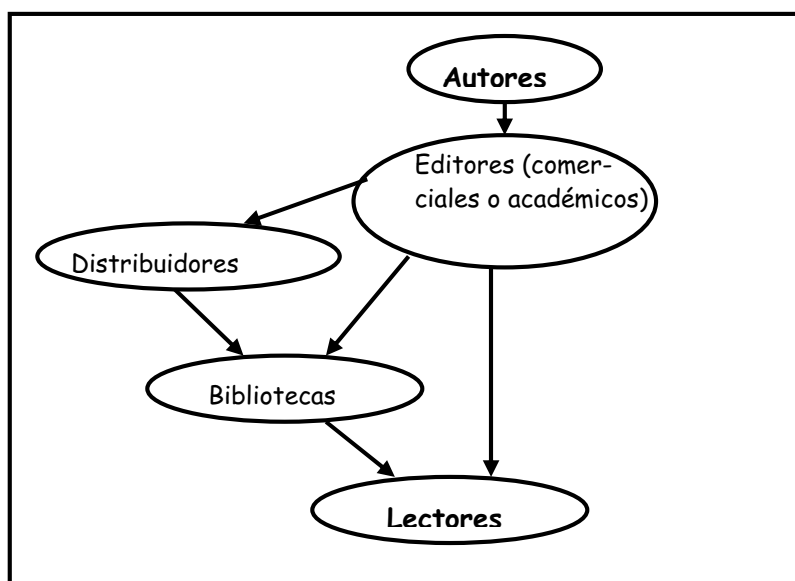 Autores
Editores (comer-
ciales o académicos)
Distribuidores
Bibliotecas
Lectores